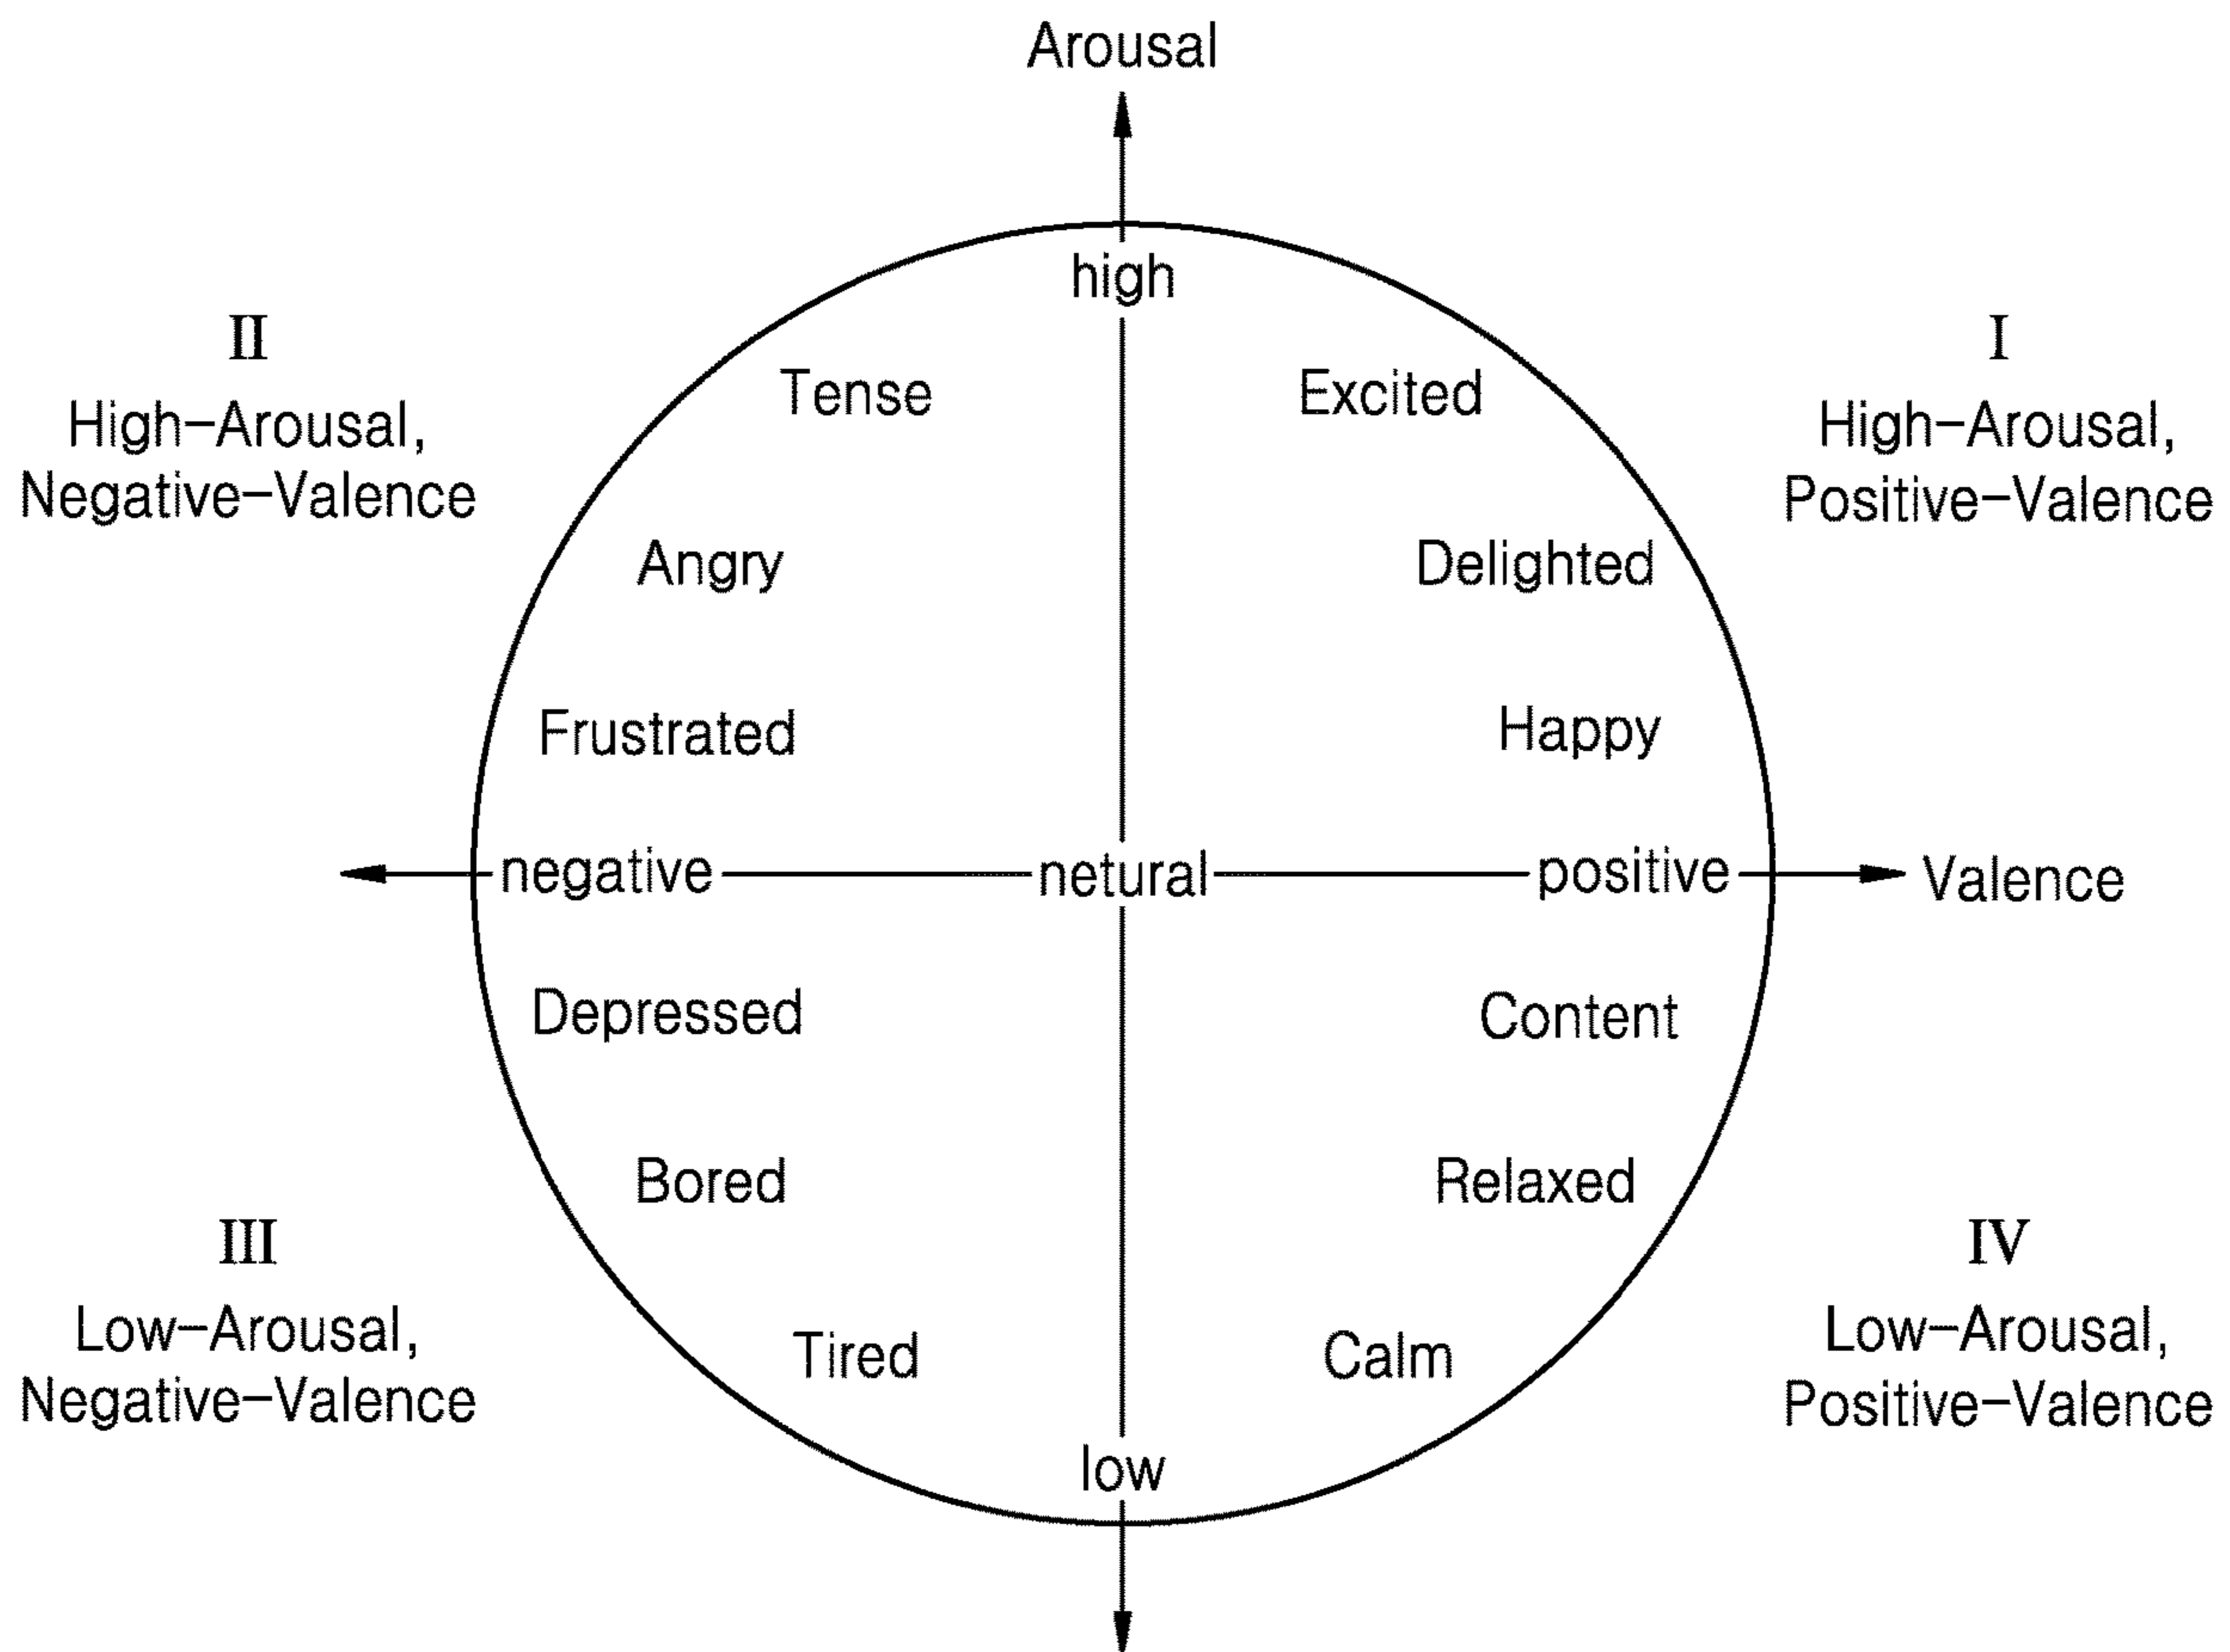 Arousal
high
II
High-Arousal,
Negative-Valence
I
High-Arousal,
Positive-Valence
Tense
Excited
Angry
Delighted
Frustrated
Happy
negative
netural
positive
Valence
Depressed
Content
Bored
Relaxed
III
Low-Arousal,
Negative-Valence
IV
Low-Arousal,
Positive-Valence
Tired
Calm
low